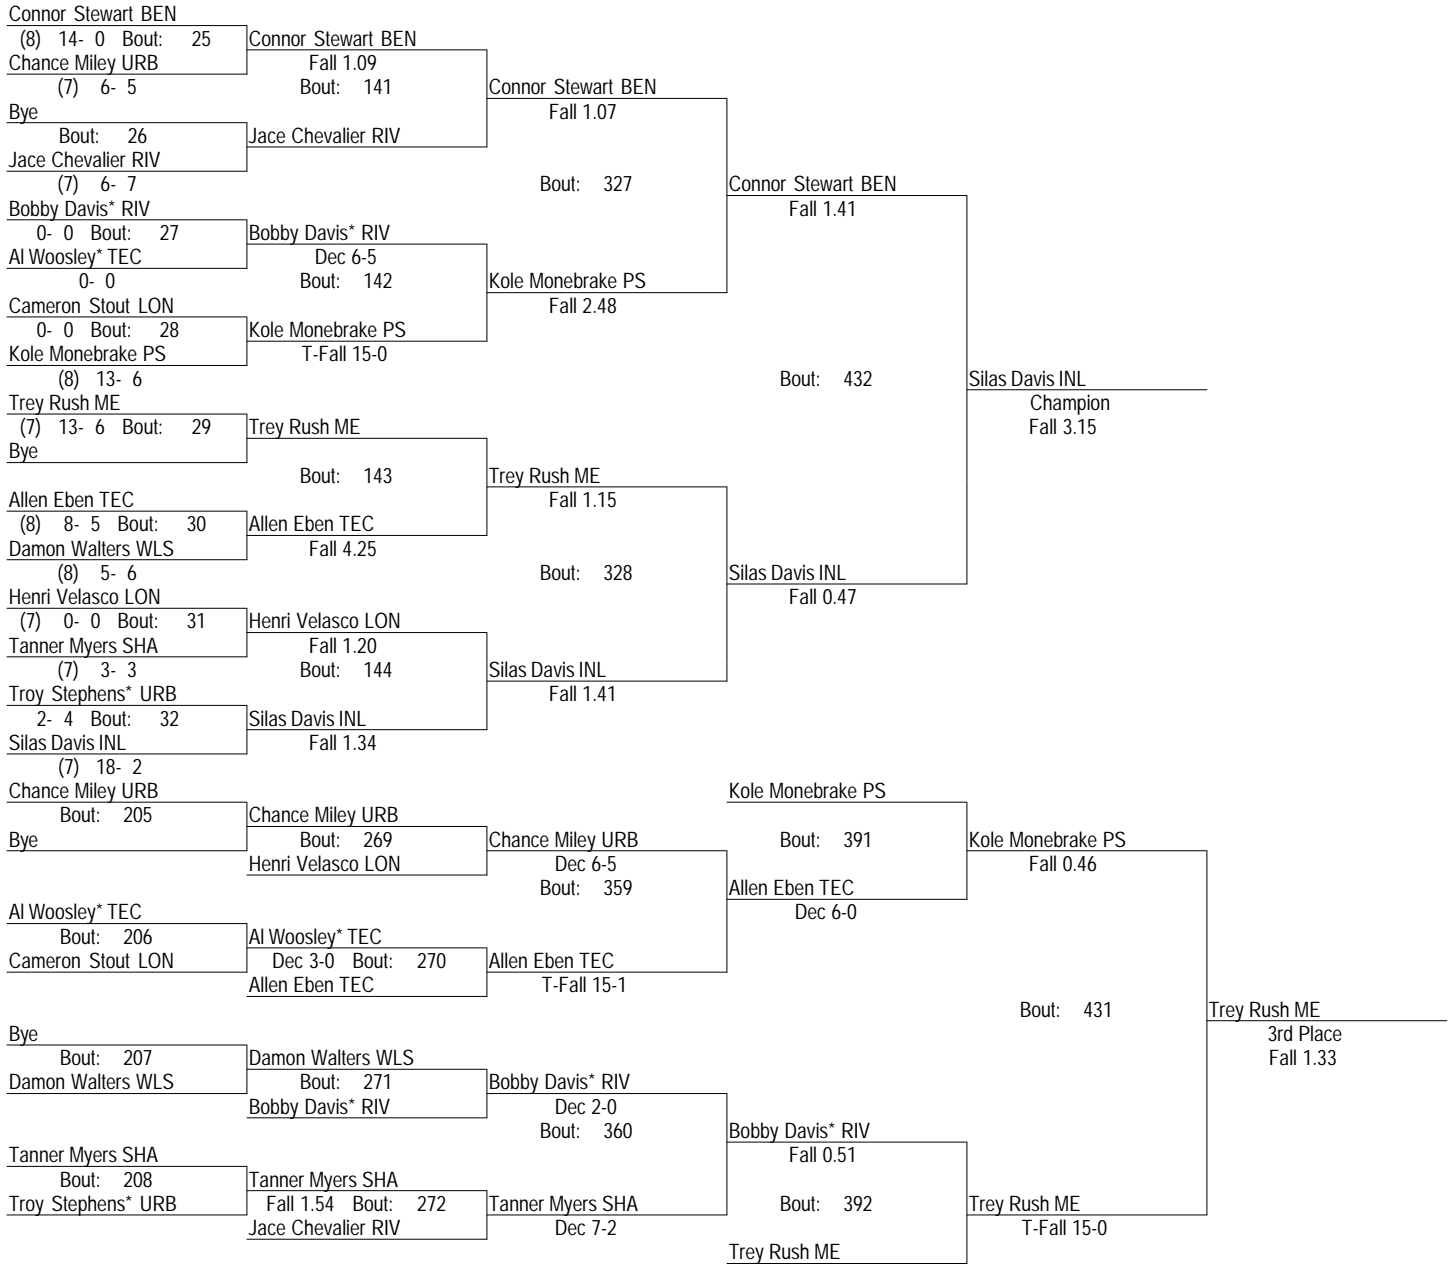 Connor Stewart BEN
(8) 14- 0 Bout: 25 Connor Stewart BEN
Chance Miley URB Fall 1.09
(7) 6- 5 Bout: 141 Connor Stewart BEN
Bye Fall 1.07
Bout: 26 Jace Chevalier RIV
Jace Chevalier RIV
(7) 6- 7 Bout: 327 Connor Stewart BEN
Bobby Davis* RIV Fall 1.41
0- 0 Bout: 27 Bobby Davis* RIV
Al Woosley* TEC Dec 6-5
0- 0 Bout: 142 Kole Monebrake PS
Cameron Stout LON Fall 2.48
0- 0 Bout: 28 Kole Monebrake PS
Kole Monebrake PS T-Fall 15-0
(8) 13- 6 Bout: 432 Silas Davis INL
Trey Rush ME Champion
(7) 13- 6 Bout: 29 Trey Rush ME Fall 3.15
Bye
Bout: 143 Trey Rush ME
Allen Eben TEC Fall 1.15
(8) 8- 5 Bout: 30 Allen Eben TEC
Damon Walters WLS Fall 4.25
(8) 5- 6 Bout: 328 Silas Davis INL
Henri Velasco LON Fall 0.47
(7) 0- 0 Bout: 31 Henri Velasco LON
Tanner Myers SHA Fall 1.20
(7) 3- 3 Bout: 144 Silas Davis INL
Troy Stephens* URB Fall 1.41
2- 4 Bout: 32 Silas Davis INL
Silas Davis INL Fall 1.34
(7) 18- 2
Chance Miley URB Kole Monebrake PS
Bout: 205 Chance Miley URB
Bye Bout: 269 Chance Miley URB Bout: 391 Kole Monebrake PS
Henri Velasco LON Dec 6-5 Fall 0.46
Bout: 359 Allen Eben TEC
Al Woosley* TEC Dec 6-0
Bout: 206 Al Woosley* TEC
Cameron Stout LON Dec 3-0 Bout: 270 Allen Eben TEC
Allen Eben TEC T-Fall 15-1
Bout: 431 Trey Rush ME
Bye 3rd Place
Bout: 207 Damon Walters WLS Fall 1.33
Damon Walters WLS Bout: 271 Bobby Davis* RIV
Bobby Davis* RIV Dec 2-0
Bout: 360 Bobby Davis* RIV
Tanner Myers SHA Fall 0.51
Bout: 208 Tanner Myers SHA
Troy Stephens* URB Fall 1.54 Bout: 272 Tanner Myers SHA Bout: 392 Trey Rush ME
Jace Chevalier RIV Dec 7-2 T-Fall 15-0
Trey Rush ME